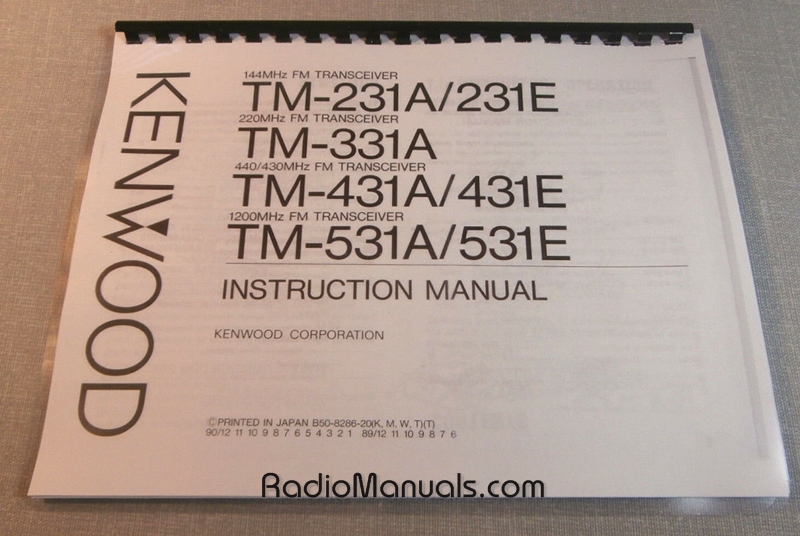 KENWOOD
144MHz FM TRANSCEIVER
TM-231A/231E
220MHz FM TRANSCEIVER
TM-331A
440/430MHz FM TRANSCEIVER
TM-431A/431E
1200MHz FM TRANSCEIVER
TM-531A/531E
INSTRUCTION MANUAL
KENWOOD CORPORATION
©PRINTED IN JAPAN B50-8286-20(K, M, W, T)(T)
90/12 11 10 9 8 7 6 5 4 3 2 1 89/12 11 10 9 8 7 6
RadioManuals.com